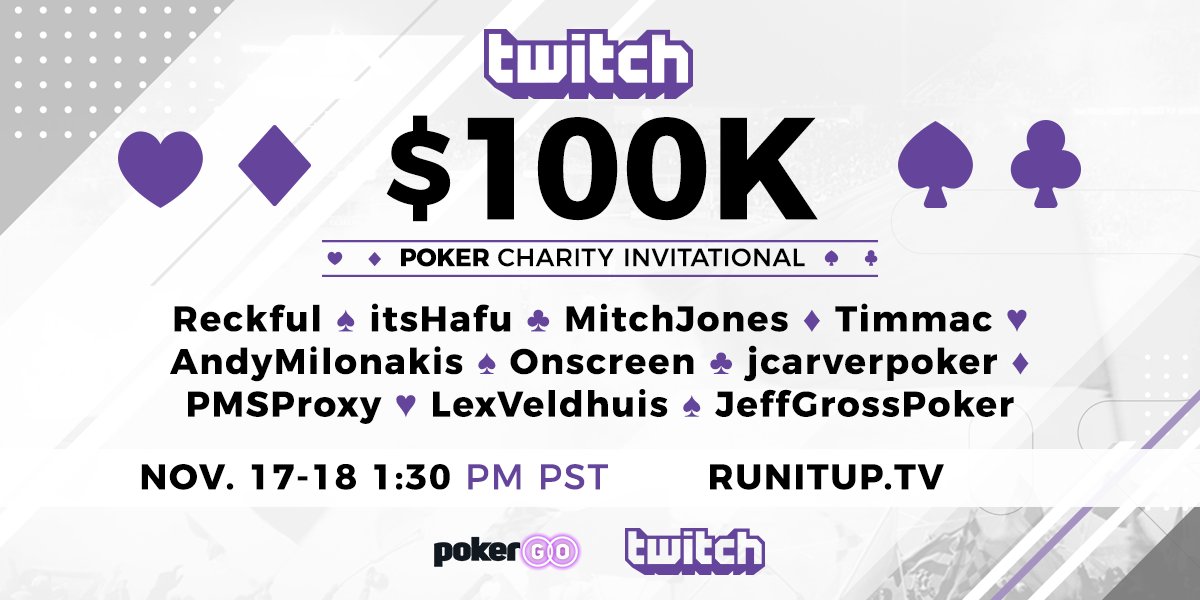 twitch
$100K
♥ ♦ POKER CHARITY INVITATIONAL ♠ ♣
Reckful ♠ itsHafu ♣ MitchJones ♦ Timmac ♥
AndyMilonakis ♠ Onscreen ♣ jcarverpoker ♦
PMSProxy ♥ LexVeldhuis ♠ JeffGrossPoker
NOV. 17-18 1:30 PM PST RUNITUP.TV
pokerGO twitch